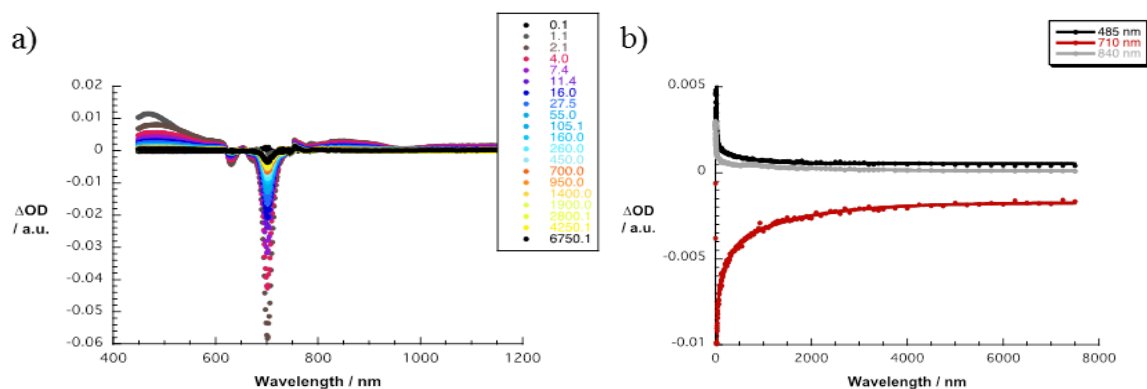 a)
0.1
1.1
2.1
4.0
7.4
11.4
16.0
27.5
55.0
105.1
160.0
260.0
450.0
700.0
950.0
1400.0
1900.0
2800.1
4250.1
6750.1
0.02
0.01
0
-0.01
-0.02
-0.03
-0.04
-0.05
-0.06
ΔOD
/ a.u.
400 600 800 1000 1200
Wavelength / nm
b)
485 nm
710 nm
840 nm
0.005
0
-0.005
-0.01
ΔOD
/ a.u.
0 2000 4000 6000 8000
Wavelength / nm